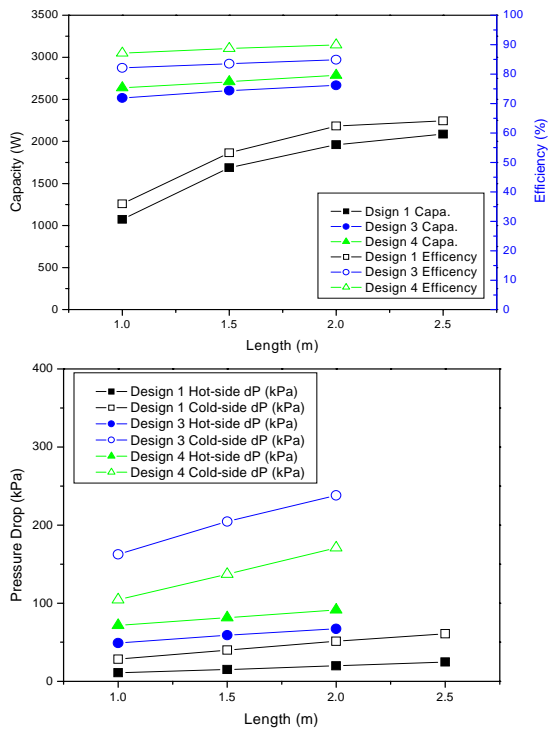 3500
3000
2500
2000
1500
1000
500
0
Capacity (W)
100
90
80
70
60
50
40
30
20
10
0
Efficiency (%)
Dsign 1 Capa.
Design 3 Capa.
Design 4 Capa.
Design 1 Efficency
Design 3 Efficency
Design 4 Efficency
1.0 1.5 2.0 2.5
Length (m)
400
300
200
100
0
Pressure Drop (kPa)
Design 1 Hot-side dP (kPa)
Design 1 Cold-side dP (kPa)
Design 3 Hot-side dP (kPa)
Design 3 Cold-side dP (kPa)
Design 4 Hot-side dP (kPa)
Design 4 Cold-side dP (kPa)
1.0 1.5 2.0 2.5
Length (m)